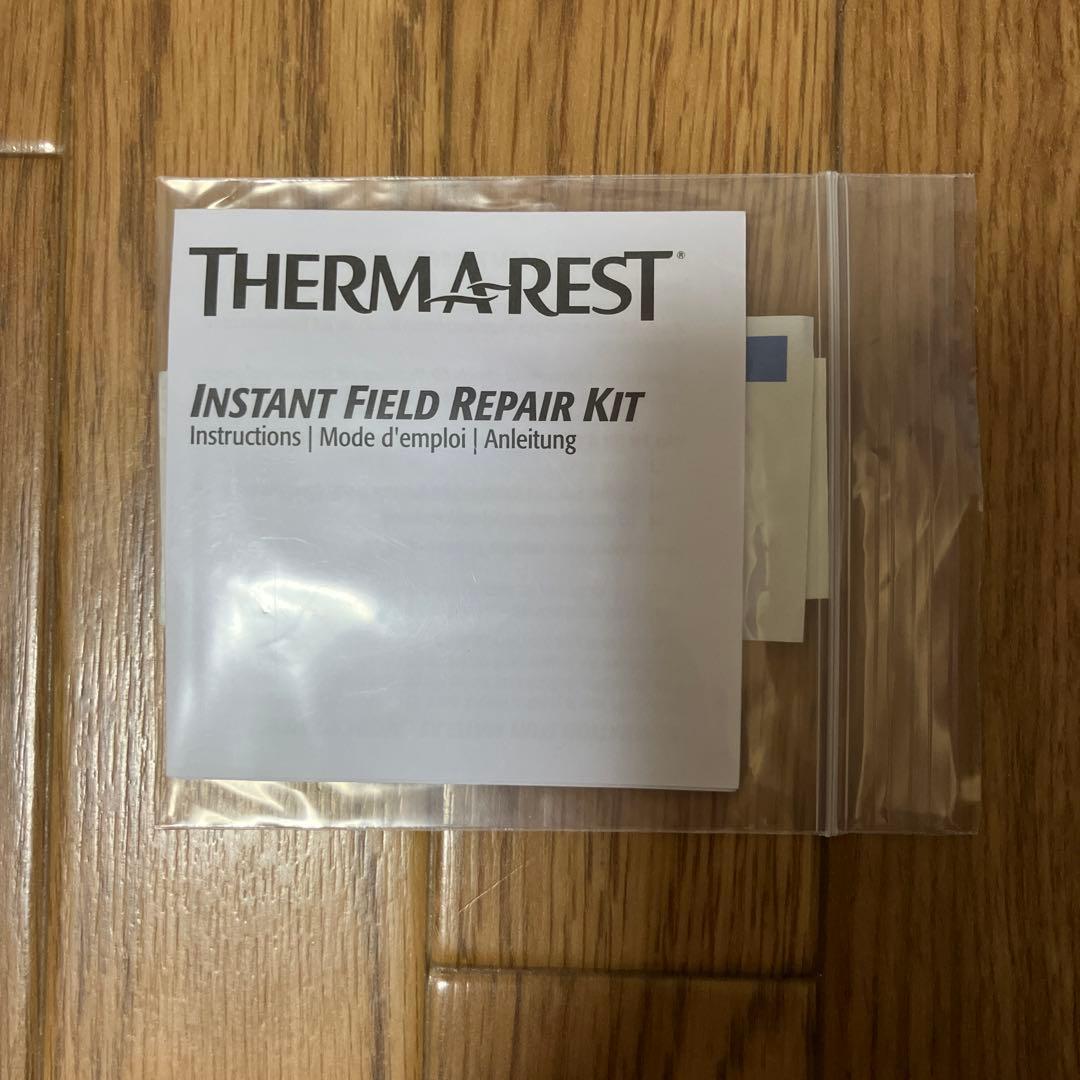 THERMAREST®
INSTANT FIELD REPAIR KIT
Instructions | Mode d'emploi | Anleitung